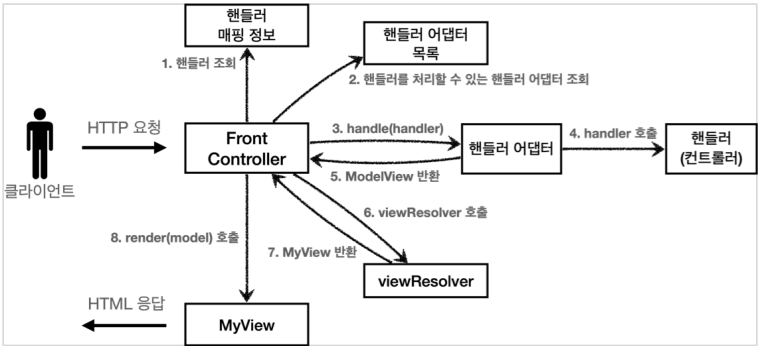 핸들러
매핑 정보
핸들러 어댑터
목록
1. 핸들러 조회
2. 핸들러를 처리할 수 있는 핸들러 어댑터 조회
HTTP 요청
Front
Controller
3. handle(handler)
핸들러 어댑터
4. handler 호출
핸들러
(컨트롤러)
5. ModelView 반환
클라이언트
6. viewResolver 호출
8. render(model) 호출
7. MyView 반환
viewResolver
HTML 응답
MyView